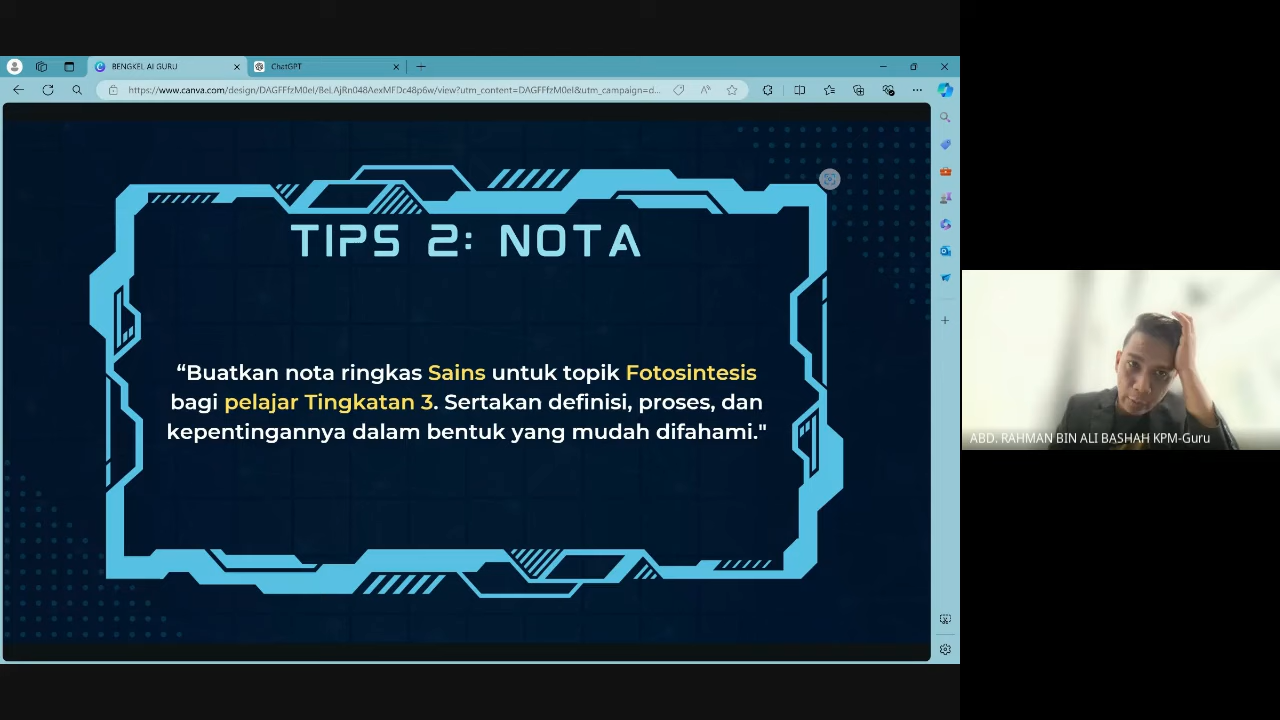 BENGKEL AI GURU
ChatGPT
https://www.canva.com/design/DAGFFfzM0eI/BeLAjRn048AexMFDc48p6w/view?utm_content=DAGFFfzM0eI&utm_campaign=d...
TIPS 2: NOTA
“Buatkan nota ringkas Sains untuk topik Fotosintesis
bagi pelajar Tingkatan 3. Sertakan definisi, proses, dan
kepentingannya dalam bentuk yang mudah difahami."
ABD. RAHMAN BIN ALI BASHAH KPM-Guru